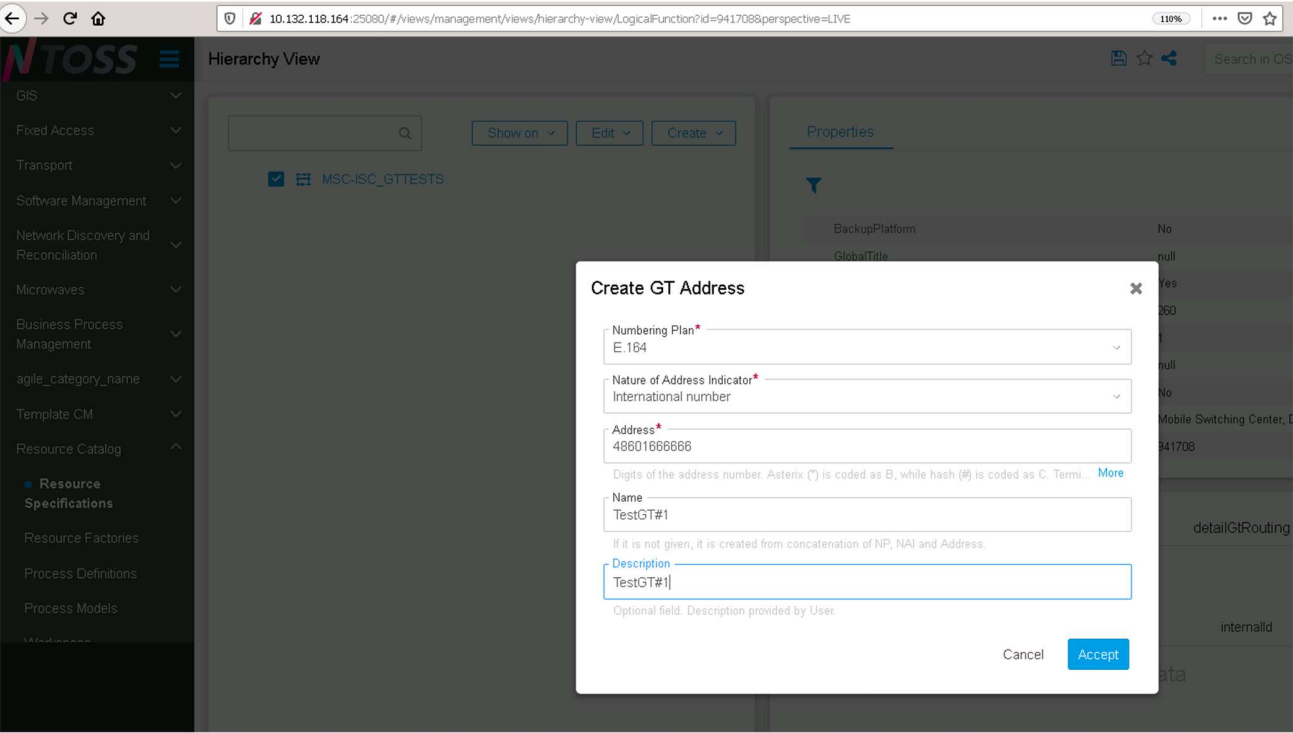 10.132.118.164:25080/#/views/management/views/hierarchy-view/LogicalFunction?id=941708&perspective=LIVE
110%
NTOSS
Hierarchy View
Search in OS
GIS
Fixed Access
Transport
Software Management
Network Discovery and
Reconciliation
Microwaves
Business Process
Management
agile_category_name
Template CM
Resource Catalog
Resource
Specifications
Resource Factories
Process Definitions
Process Models
Show on
Edit
Create
MSC-ISC_GTTESTS
Properties
BackupPlatform No
GlobalTitle null
Yes
260
1
null
No
Mobile Switching Center, D
941708
detailGtRouting
internalId
ata
Create GT Address
Numbering Plan*
E.164
Nature of Address Indicator*
International number
Address*
48601666666
Digits of the address number. Asterix (*) is coded as B, while hash (#) is coded as C. Termi... More
Name
TestGT#1
If it is not given, it is created from concatenation of NP, NAI and Address.
Description
TestGT#1
Optional field. Description provided by User.
Cancel
Accept